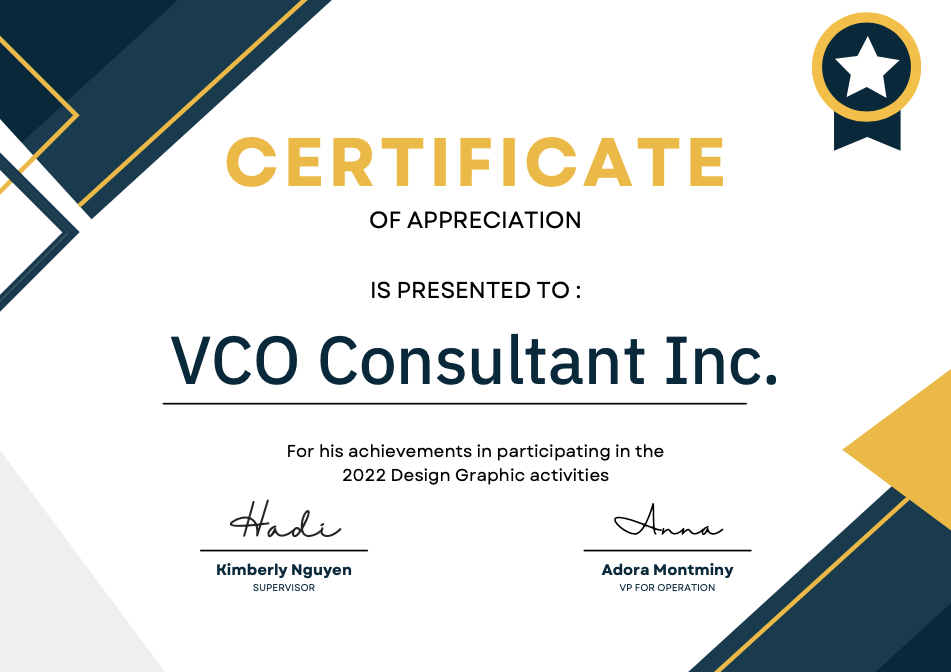 CERTIFICATE
OF APPRECIATION
IS PRESENTED TO :
VCO Consultant Inc.
For his achievements in participating in the
2022 Design Graphic activities
Hadi
Anna
Kimberly Nguyen
Adora Montminy
SUPERVISOR
VP FOR OPERATION